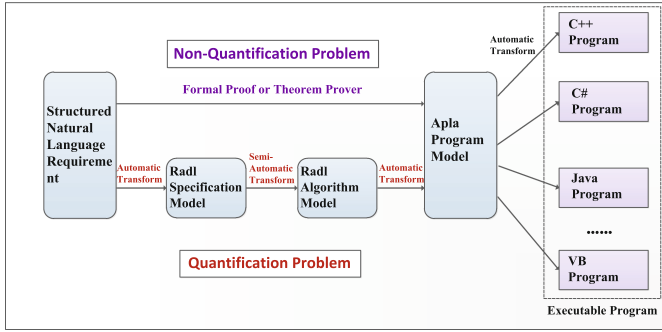 Non-Quantification Problem
Formal Proof or Theorem Prover
Structured
Natural
Language
Requireme
nt
Automatic
Transform
Radl
Specification
Model
Semi-
Automatic
Transform
Radl
Algorithm
Model
Automatic
Transform
Apla
Program
Model
Quantification Problem
Automatic
Transform
C++
Program
C#
Program
Java
Program
......
VB
Program
Executable Program